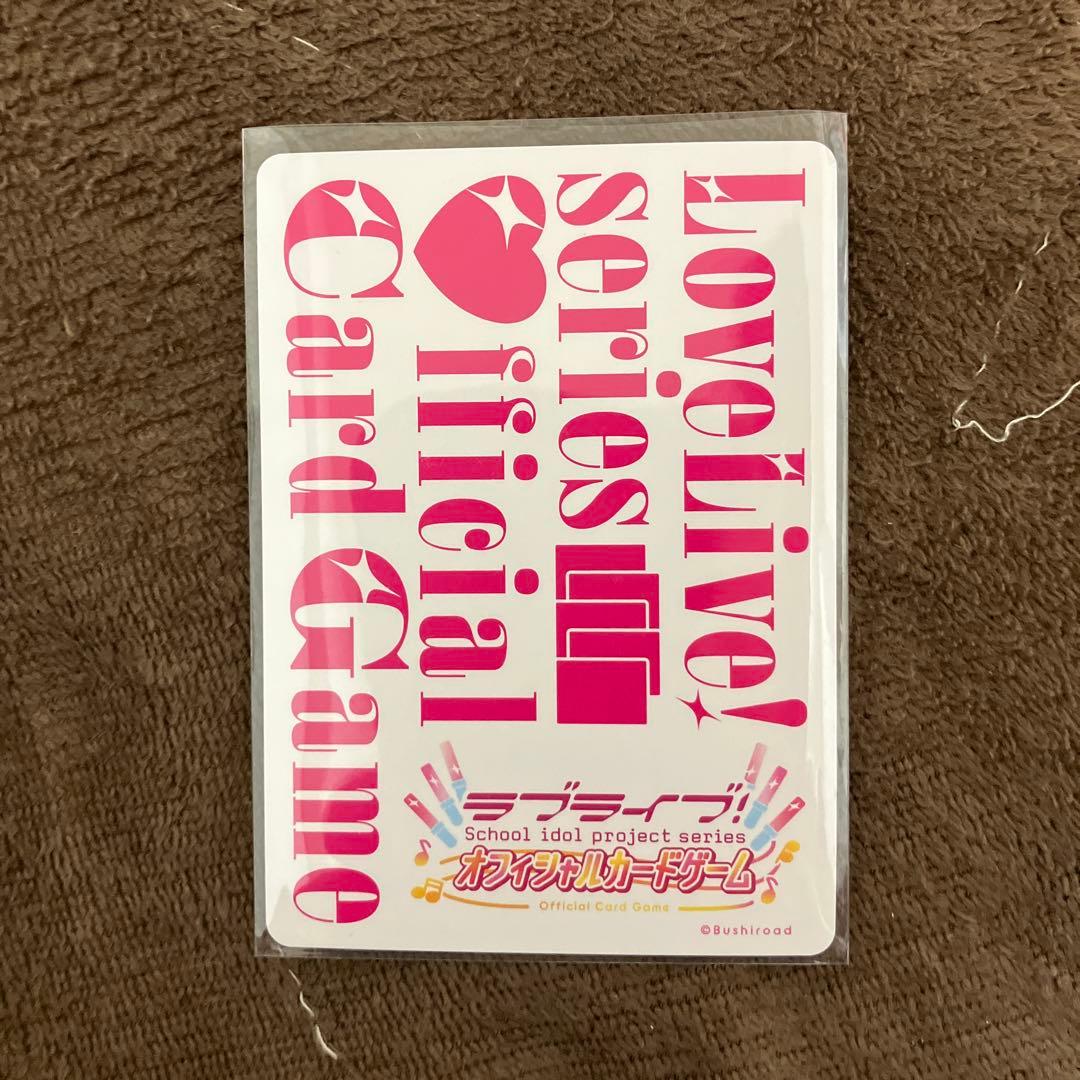 LoveLive!
series
Official
Card Game
ラブライブ!
School idol project series
オフィシャルカードゲーム
Official Card Game
©Bushiroad